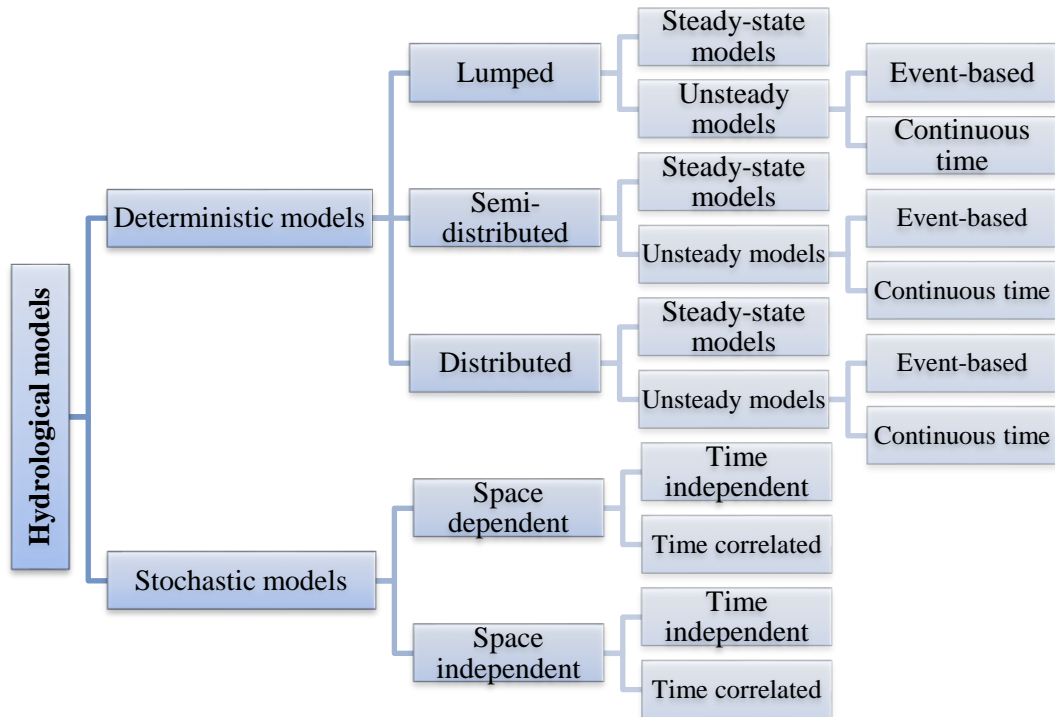 Hydrological models
Deterministic models
Lumped
Steady-state
models
Unsteady
models
Event-based
Continuous
time
Semi-
distributed
Steady-state
models
Unsteady models
Event-based
Continuous time
Distributed
Steady-state
models
Unsteady models
Event-based
Continuous time
Stochastic models
Space
dependent
Time
independent
Time correlated
Space
independent
Time
independent
Time correlated